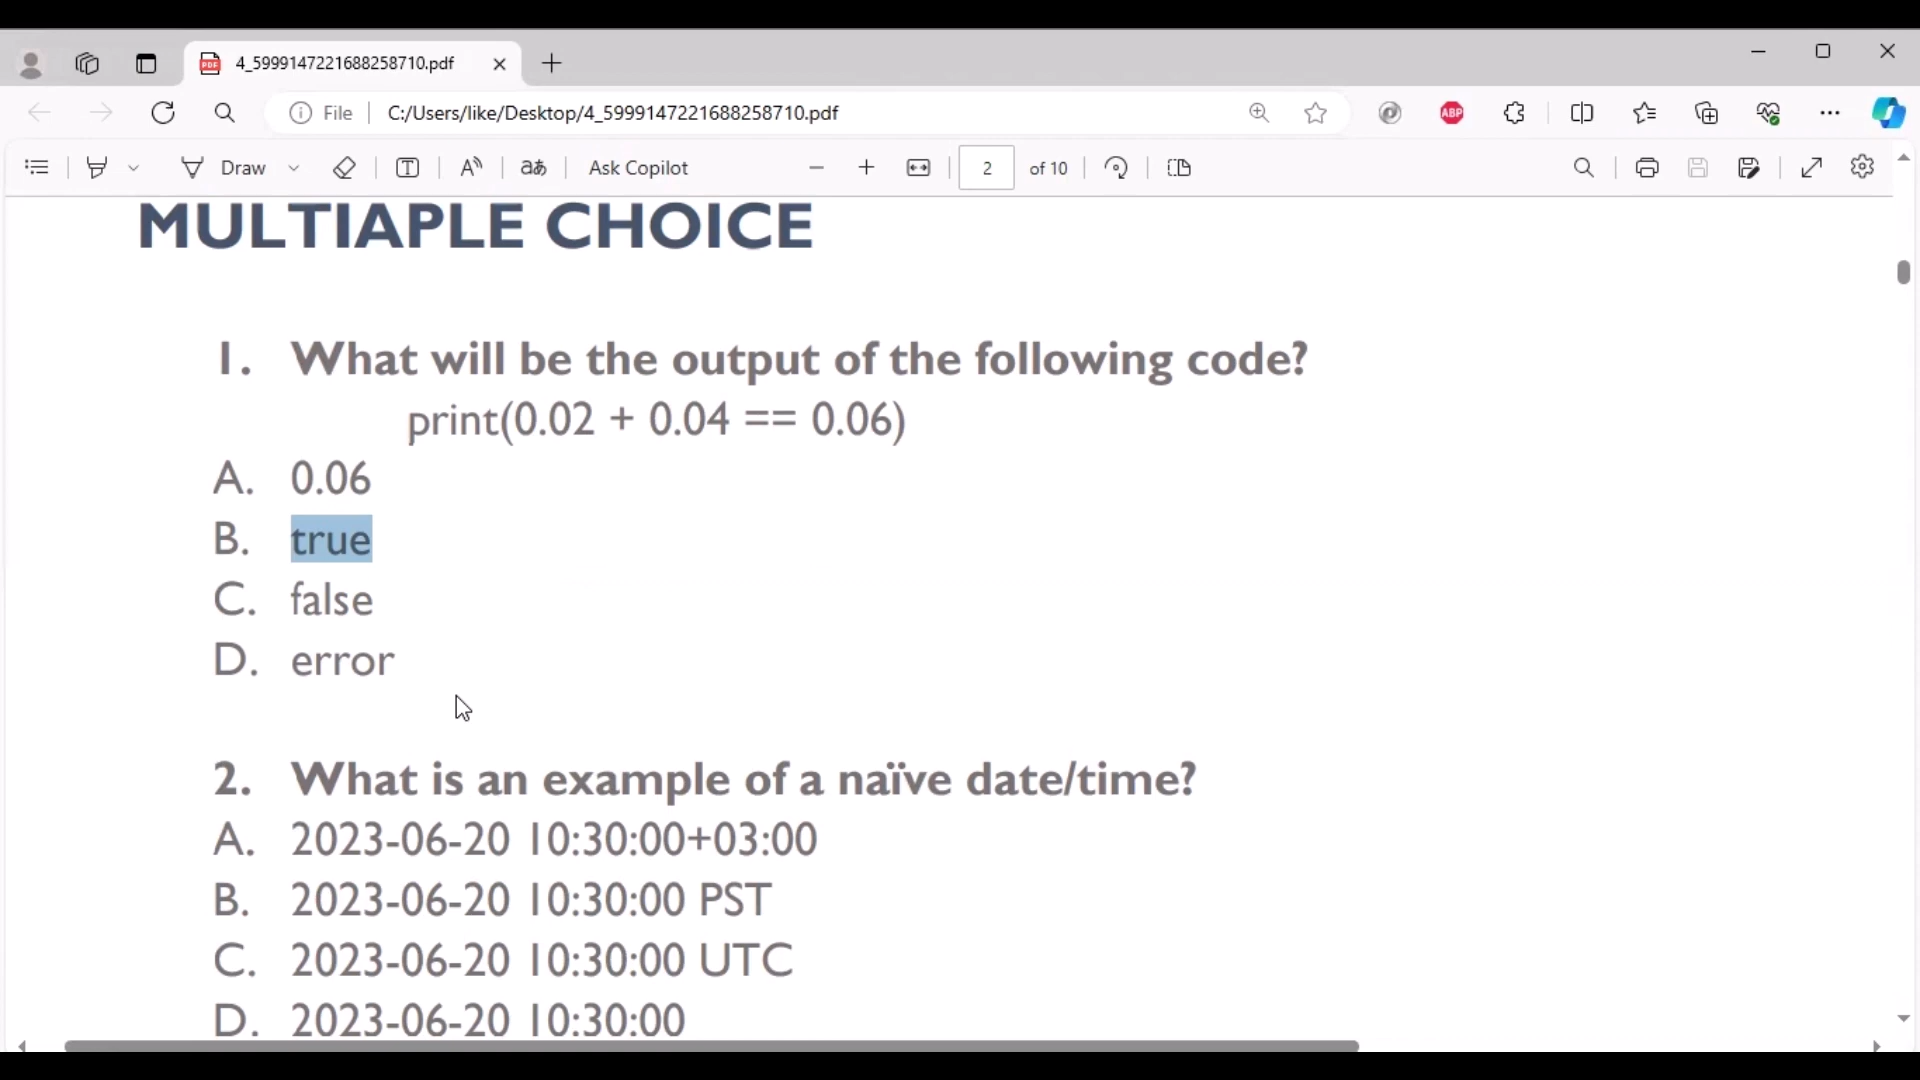 4_5999147221688258710.pdf
File
C:/Users/like/Desktop/4_5999147221688258710.pdf
ABP
Draw
Ask Copilot
2 of 10
MULTIAPLE CHOICE
1. What will be the output of the following code?
print(0.02 + 0.04 == 0.06)
A. 0.06
B. true
C. false
D. error
2. What is an example of a naïve date/time?
A. 2023-06-20 10:30:00+03:00
B. 2023-06-20 10:30:00 PST
C. 2023-06-20 10:30:00 UTC
D. 2023-06-20 10:30:00